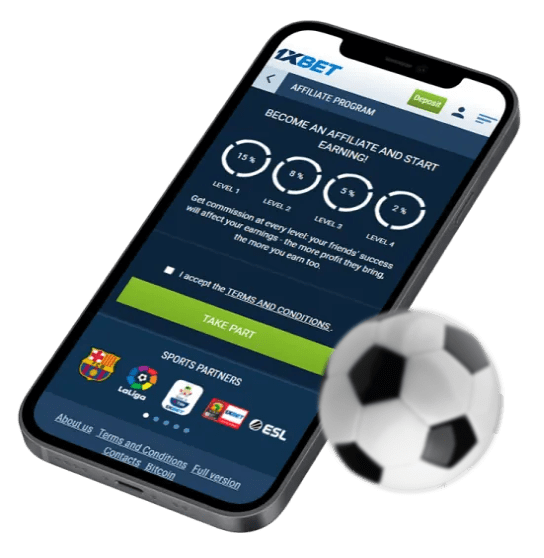 1XBET
AFFILIATE PROGRAM
Deposit
BECOME AN AFFILIATE AND START
EARNING!
15 % 8 % 5 % 2 %
LEVEL 1 LEVEL 2 LEVEL 3 LEVEL 4
Get commission at every level: your friends' success
will affect your earnings - the more profit they bring,
the more you earn too.
I accept the TERMS AND CONDITIONS.
TAKE PART
SPORTS PARTNERS
LaLiga
ESL
About us Terms and Conditions Full version
Contacts Bitcoin